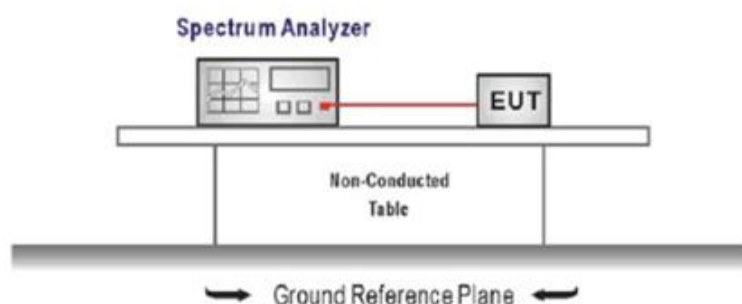 Spectrum Analyzer
EUT
Non-Conducted
Table
Ground Reference Plane